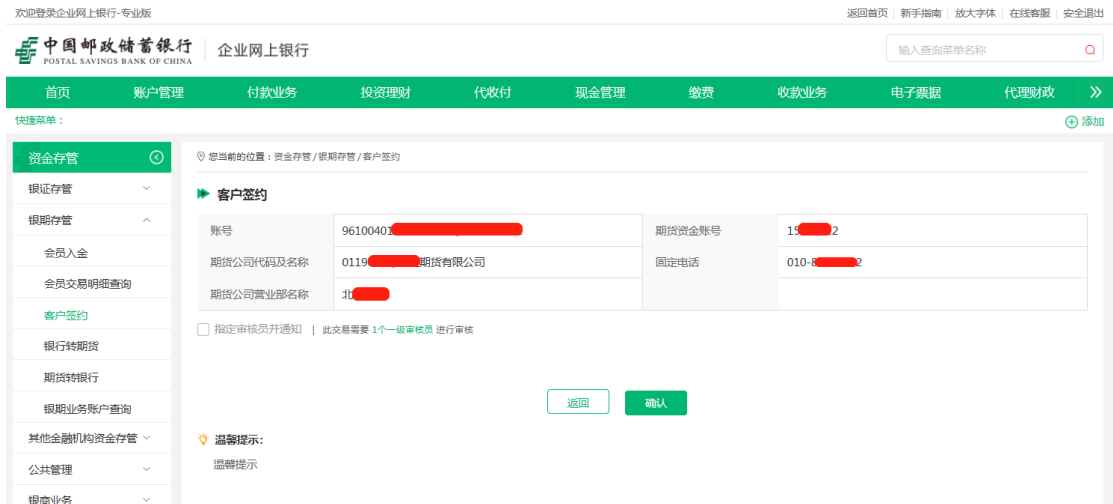 欢迎登录企业网上银行-专业版 返回首页 新手指南 放大字体 在线客服 安全退出
中国邮政储蓄银行 企业网上银行 输入查询菜单名称
POSTAL SAVINGS BANK OF CHINA
首页 账户管理 付款业务 投资理财 代收付 现金管理 缴费 收款业务 电子票据 代理财政
快捷菜单： 添加
资金存管 您当前的位置：资金存管/银期存管/客户签约
银证存管 客户签约
银期存管 账号 96100401 期货资金账号 15 2
会员入金 期货公司代码及名称 0119 期货有限公司 固定电话 010-8 2
会员交易明细查询 期货公司营业部名称 北
客户签约 指定审核员并通知 | 此交易需要 1个一级审核员 进行审核
银行转期货
期货转银行
银期业务账户查询 返回 确认
其他金融机构资金存管 温馨提示:
公共管理 温馨提示
银商业务